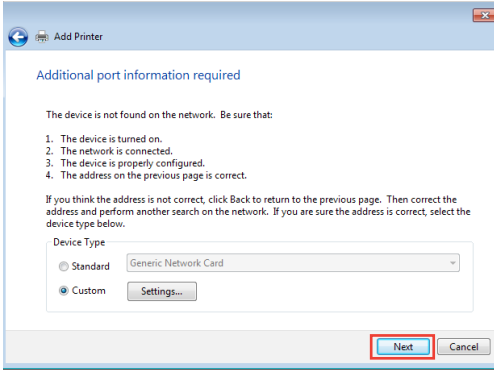 Add Printer
Additional port information required
The device is not found on the network. Be sure that:
1. The device is turned on.
2. The network is connected.
3. The device is properly configured.
4. The address on the previous page is correct.
If you think the address is not correct, click Back to return to the previous page. Then correct the
address and perform another search on the network. If you are sure the address is correct, select the
device type below.
Device Type
Standard Generic Network Card
Custom Settings...
Next Cancel